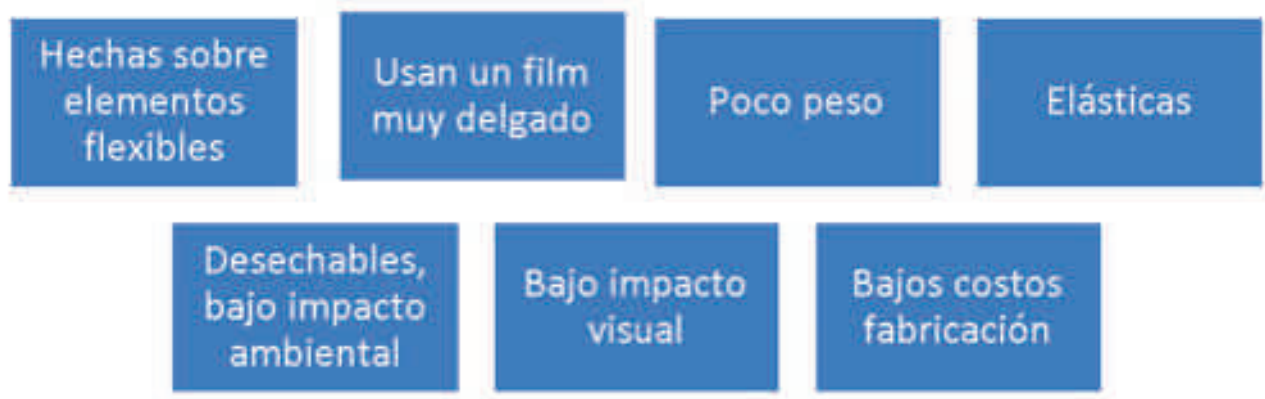 Hechas sobre
elementos
flexibles
Usan un film
muy delgado
Poco peso
Elásticas
Desechables,
bajo impacto
ambiental
Bajo impacto
visual
Bajos costos
fabricación